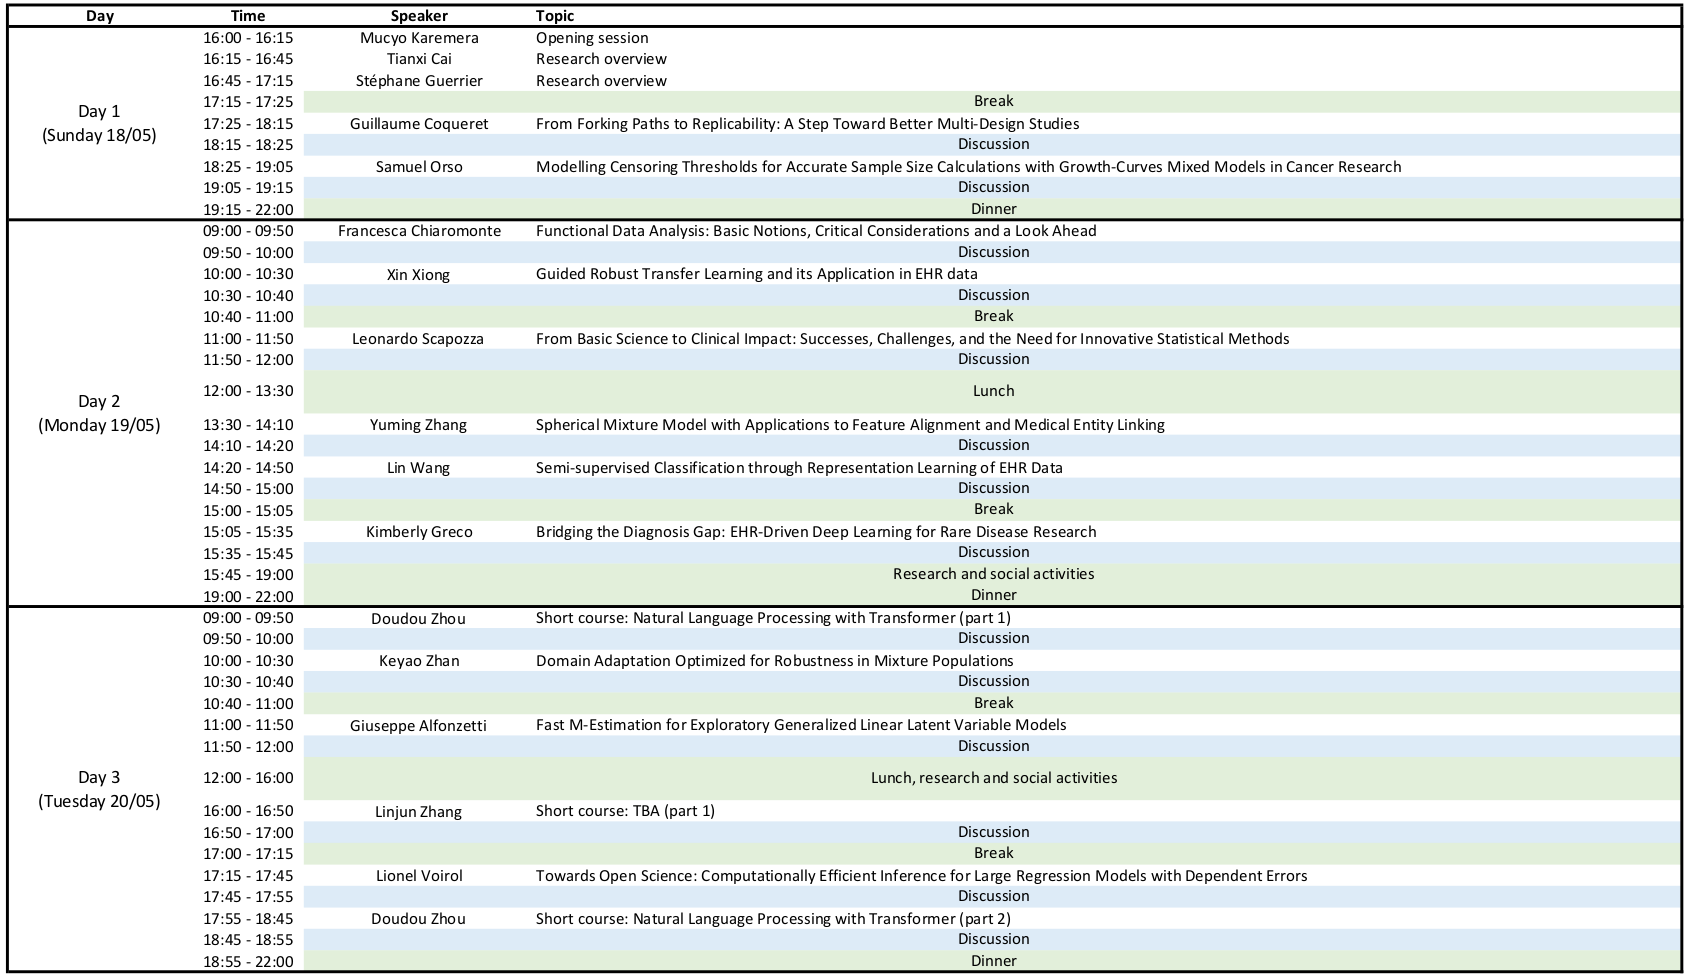 Day Time Speaker Topic
16:00 - 16:15 Mucyo Karemera Opening session
16:15 - 16:45 Tianxi Cai Research overview
16:45 - 17:15 Stéphane Guerrier Research overview
17:15 - 17:25 Break
Day 1
(Sunday 18/05)
17:25 - 18:15 Guillaume Coqueret From Forking Paths to Replicability: A Step Toward Better Multi-Design Studies
18:15 - 18:25 Discussion
18:25 - 19:05 Samuel Orso Modelling Censoring Thresholds for Accurate Sample Size Calculations with Growth-Curves Mixed Models in Cancer Research
19:05 - 19:15 Discussion
19:15 - 22:00 Dinner
09:00 - 09:50 Francesca Chiaromonte Functional Data Analysis: Basic Notions, Critical Considerations and a Look Ahead
09:50 - 10:00 Discussion
10:00 - 10:30 Xin Xiong Guided Robust Transfer Learning and its Application in EHR data
10:30 - 10:40 Discussion
10:40 - 11:00 Break
11:00 - 11:50 Leonardo Scapozza From Basic Science to Clinical Impact: Successes, Challenges, and the Need for Innovative Statistical Methods
11:50 - 12:00 Discussion
12:00 - 13:30 Lunch
Day 2
(Monday 19/05)
13:30 - 14:10 Yuming Zhang Spherical Mixture Model with Applications to Feature Alignment and Medical Entity Linking
14:10 - 14:20 Discussion
14:20 - 14:50 Lin Wang Semi-supervised Classification through Representation Learning of EHR Data
14:50 - 15:00 Discussion
15:00 - 15:05 Break
15:05 - 15:35 Kimberly Greco Bridging the Diagnosis Gap: EHR-Driven Deep Learning for Rare Disease Research
15:35 - 15:45 Discussion
15:45 - 19:00 Research and social activities
19:00 - 22:00 Dinner
09:00 - 09:50 Doudou Zhou Short course: Natural Language Processing with Transformer (part 1)
09:50 - 10:00 Discussion
10:00 - 10:30 Keyao Zhan Domain Adaptation Optimized for Robustness in Mixture Populations
10:30 - 10:40 Discussion
10:40 - 11:00 Break
11:00 - 11:50 Giuseppe Alfonzetti Fast M-Estimation for Exploratory Generalized Linear Latent Variable Models
11:50 - 12:00 Discussion
12:00 - 16:00 Lunch, research and social activities
Day 3
(Tuesday 20/05)
16:00 - 16:50 Linjun Zhang Short course: TBA (part 1)
16:50 - 17:00 Discussion
17:00 - 17:15 Break
17:15 - 17:45 Lionel Voirol Towards Open Science: Computationally Efficient Inference for Large Regression Models with Dependent Errors
17:45 - 17:55 Discussion
17:55 - 18:45 Doudou Zhou Short course: Natural Language Processing with Transformer (part 2)
18:45 - 18:55 Discussion
18:55 - 22:00 Dinner